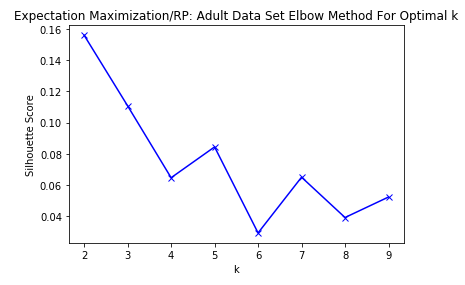 Expectation Maximization/RP: Adult Data Set Elbow Method For Optimal k
0.16
0.14
0.12
0.10
0.08
0.06
0.04
Silhouette Score
2 3 4 5 6 7 8 9
k